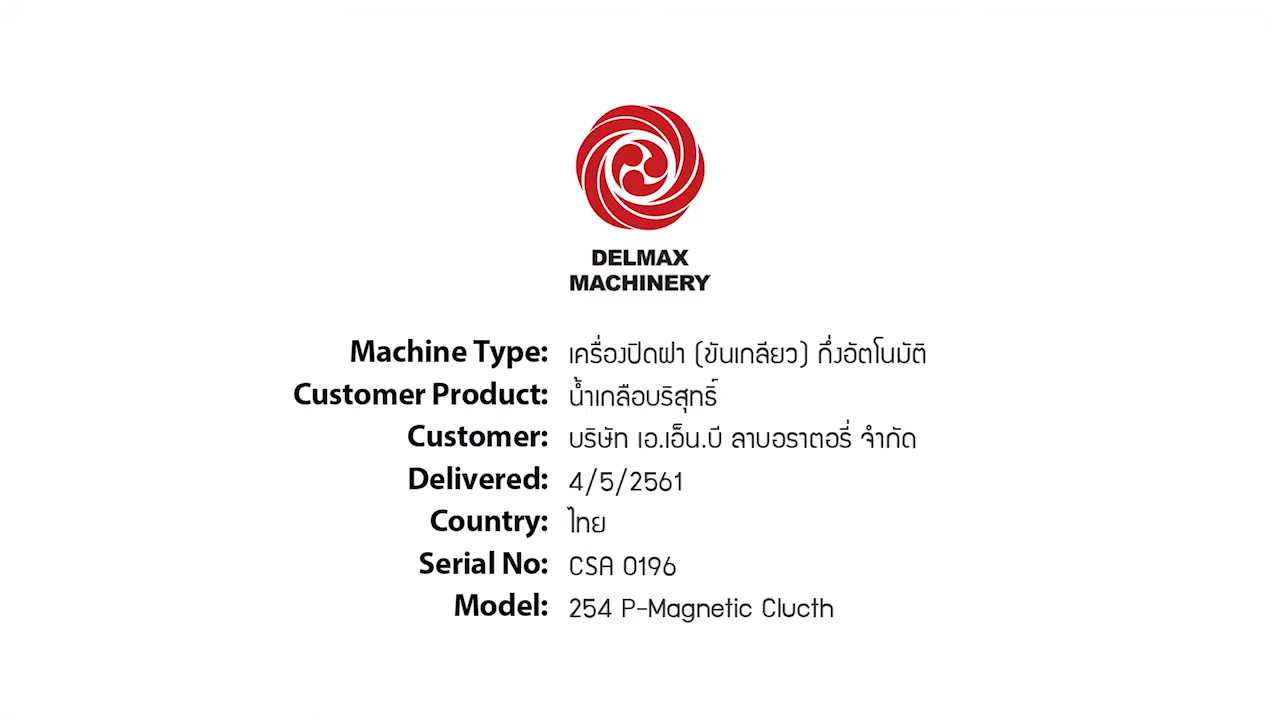 DELMAX
MACHINERY
Machine Type: เครื่องปิดฝา (ขันเกลียว) กึ่งอัตโนมัติ
Customer Product: น้ำเกลือบริสุทธิ์
Customer: บริษัท เอ.เอ็น.บี ลาบอราตอรี่ จำกัด
Delivered: 4/5/2561
Country: ไทย
Serial No: CSA 0196
Model: 254 P-Magnetic Clucth